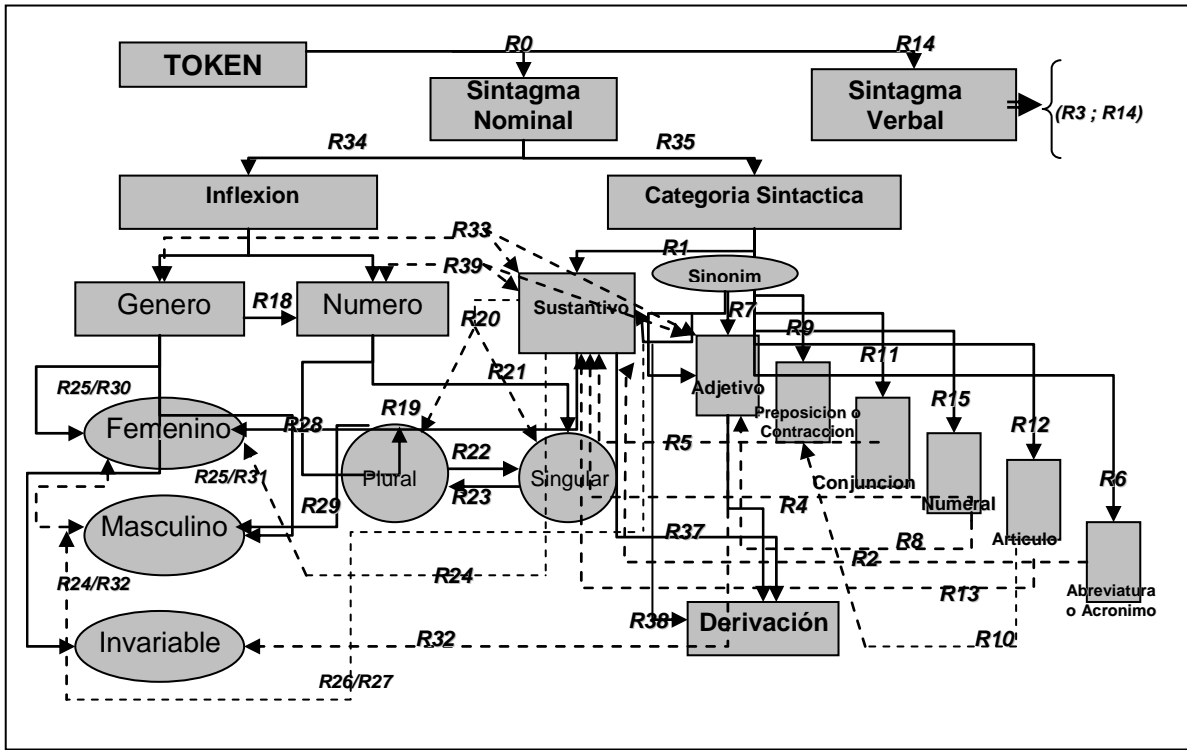 R0
R14
TOKEN
Sintagma
Nominal
Sintagma
Verbal
(R3 ; R14)
R34
R35
Inflexion
Categoría Sintactica
R33
R1
R39
Sinonim
Genero
R18
Numero
Sustantivo
R7
R20
R9
R11
R21
Adjetivo
R25/R30
R19
Preposicion o
Contraccion
R15
Femenino
R28
R5
R12
R22
R25/R31
Plural
Singular
Conjuncion
R6
R23
Numeral
R29
R4
Masculino
R37
R8
Articulo
R2
R24/R32
R24
R13
Abreviatura
o Acronimo
R38
Derivación
Invariable
R32
R10
R26/R27